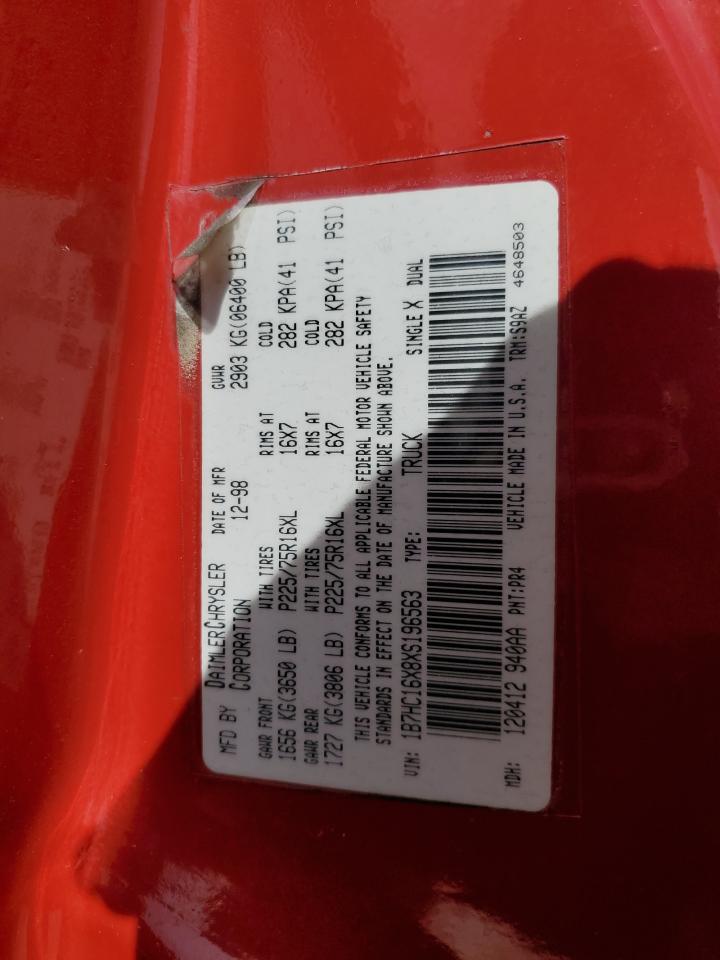 MFD BY DAIMLERCHRYSLER DATE OF MFR GVWR
CORPORATION 12-98 2903 KG(06400 LB)
GAWR FRONT WITH TIRES RIMS AT COLD
1656 KG(3650 LB) P225/75R16XL 16X7 282 KPA(41 PSI)
GAWR REAR WITH TIRES RIMS AT COLD
1727 KG(3806 LB) P225/75R16XL 16X7 282 KPA(41 PSI)
THIS VEHICLE CONFORMS TO ALL APPLICABLE FEDERAL MOTOR VEHICLE SAFETY
STANDARDS IN EFFECT ON THE DATE OF MANUFACTURE SHOWN ABOVE.
VIN: 1B7HC16X8XS196563 TYPE: TRUCK SINGLE X DUAL
MDH: 120412 940AA PNT:PR4 VEHICLE MADE IN U.S.A. TRM:S9AZ 4648503